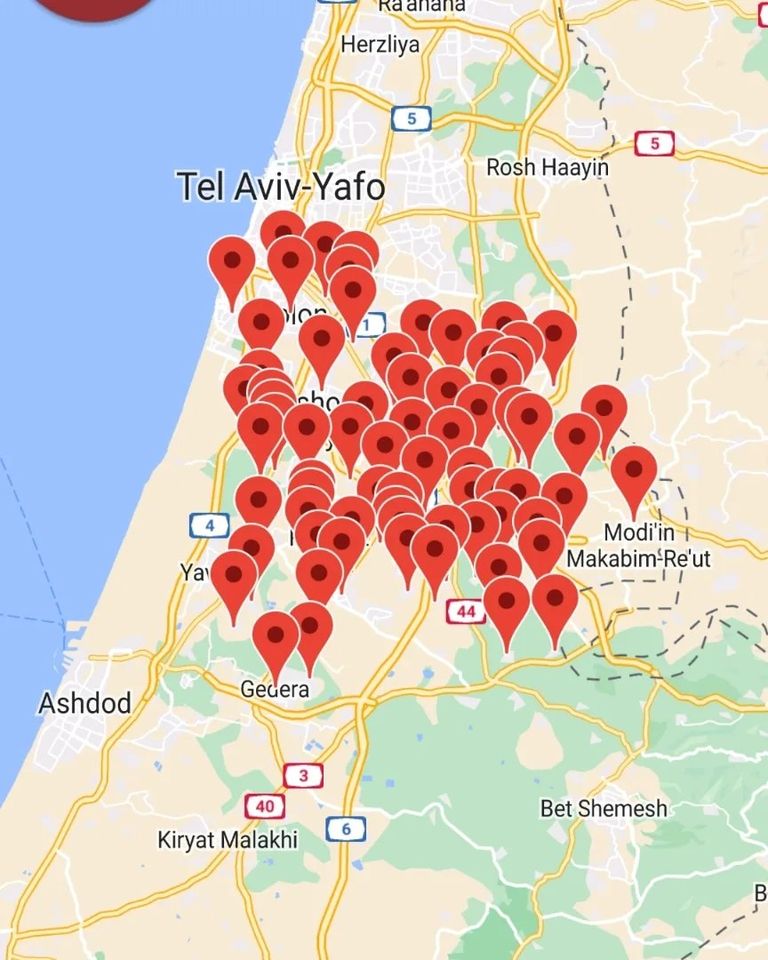 Ra'anana
Herzliya
5
5
Rosh Haayin
Tel Aviv-Yafo
1
4
Modi'in
Makabim-Re'ut
44
Gedera
Ashdod
3
40
Bet Shemesh
6
Kiryat Malakhi